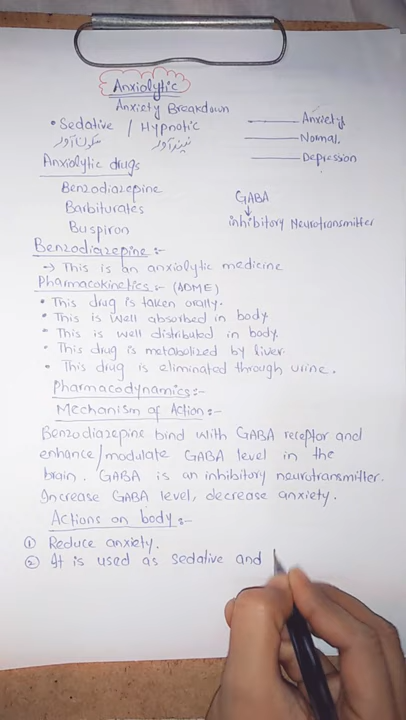 Anxiolytic
Anxiety Breakdown
• Sedative / Hypnotic
سکون آور نیند آور
Anxiety
Normal.
Depression
Anxiolytic drugs
Benzodiazepine
Barbiturates
Buspiron
GABA
↓
inhibitory Neurotransmitter
Benzodiazepine :-
→ This is an anxiolytic medicine
Pharmacokinetics :- (ADME)
• This drug is taken orally.
• This is well absorbed in body
• This is well distributed in body.
• This drug is metabolized by liver.
• This drug is eliminated through urine.
Pharmacodynamics :-
Mechanism of Action :-
Benzodiazepine bind with GABA receptor and
enhance/modulate GABA level in the
brain. GABA is an inhibitory neurotransmitter.
Increase GABA level, decrease anxiety.
Actions on body :-
① Reduce anxiety.
② It is used as sedative and